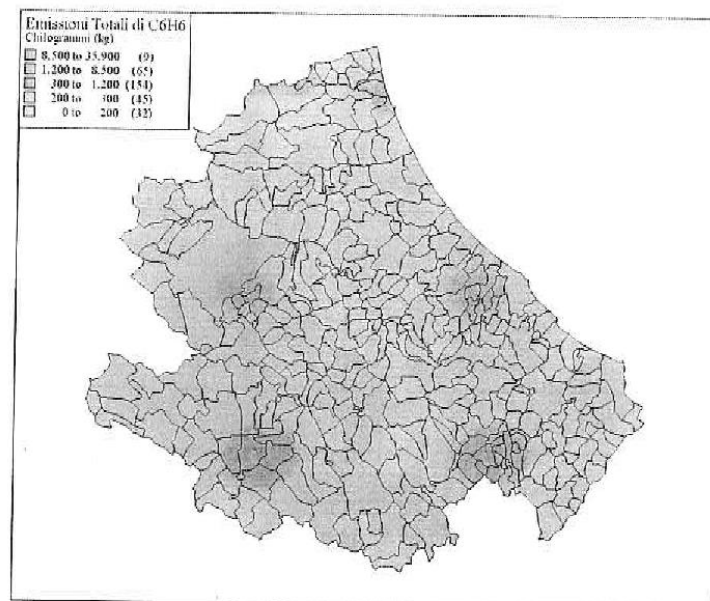 Emissioni Totali di C6H6
Chilogrammi (kg)
8.500 to 35.900 (9)
1.200 to 8.500 (65)
300 to 1.200 (154)
200 to 300 (45)
0 to 200 (32)